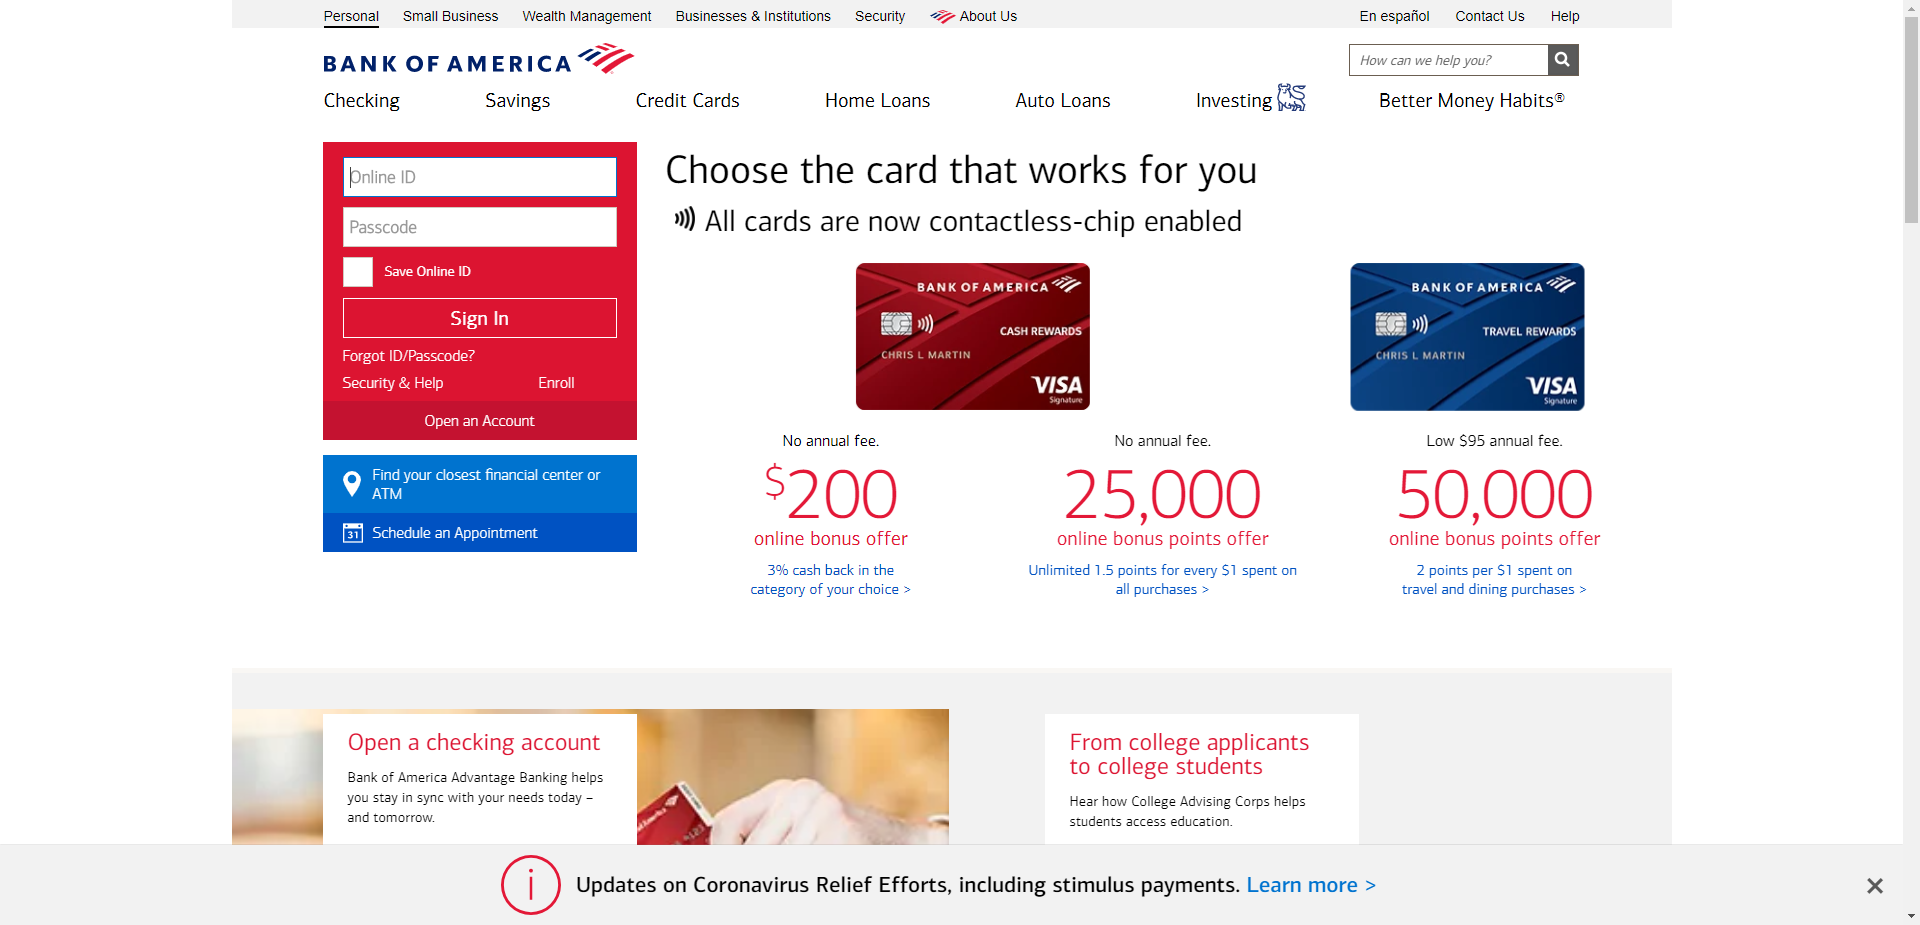 Personal Small Business Wealth Management Businesses & Institutions Security About Us En español Contact Us Help
BANK OF AMERICA
How can we help you?
Checking Savings Credit Cards Home Loans Auto Loans Investing Better Money Habits®
Online ID
Passcode
Save Online ID
Sign In
Forgot ID/Passcode?
Security & Help Enroll
Open an Account
Find your closest financial center or
ATM
31 Schedule an Appointment
Choose the card that works for you
All cards are now contactless-chip enabled
BANK OF AMERICA
CASH REWARDS
CHRIS L MARTIN
VISA
Signature
BANK OF AMERICA
TRAVEL REWARDS
CHRIS L MARTIN
VISA
Signature
No annual fee.
$200
online bonus offer
3% cash back in the
category of your choice >
No annual fee.
25,000
online bonus points offer
Unlimited 1.5 points for every $1 spent on
all purchases >
Low $95 annual fee.
50,000
online bonus points offer
2 points per $1 spent on
travel and dining purchases >
Open a checking account
Bank of America Advantage Banking helps
you stay in sync with your needs today –
and tomorrow.
From college applicants
to college students
Hear how College Advising Corps helps
students access education.
Updates on Coronavirus Relief Efforts, including stimulus payments. Learn more >